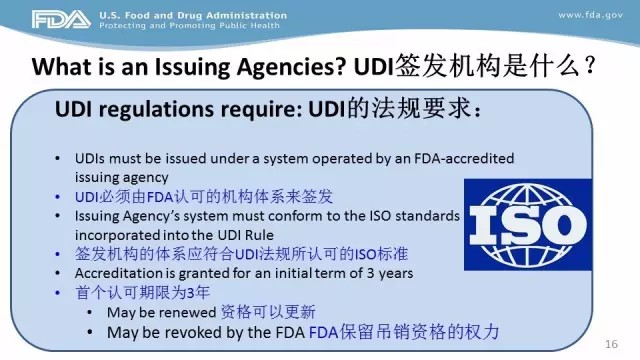 FDA U.S. Food and Drug Administration
Protecting and Promoting Public Health
www.fda.gov
What is an Issuing Agencies? UDI签发机构是什么？
UDI regulations require: UDI的法规要求：
• UDIs must be issued under a system operated by an FDA-accredited
issuing agency
• UDI必须由FDA认可的机构体系来签发
• Issuing Agency's system must conform to the ISO standards
incorporated into the UDI Rule
• 签发机构的体系应符合UDI法规所认可的ISO标准
• Accreditation is granted for an initial term of 3 years
• 首个认可期限为3年
• May be renewed 资格可以更新
• May be revoked by the FDA FDA保留吊销资格的权力
ISO
16